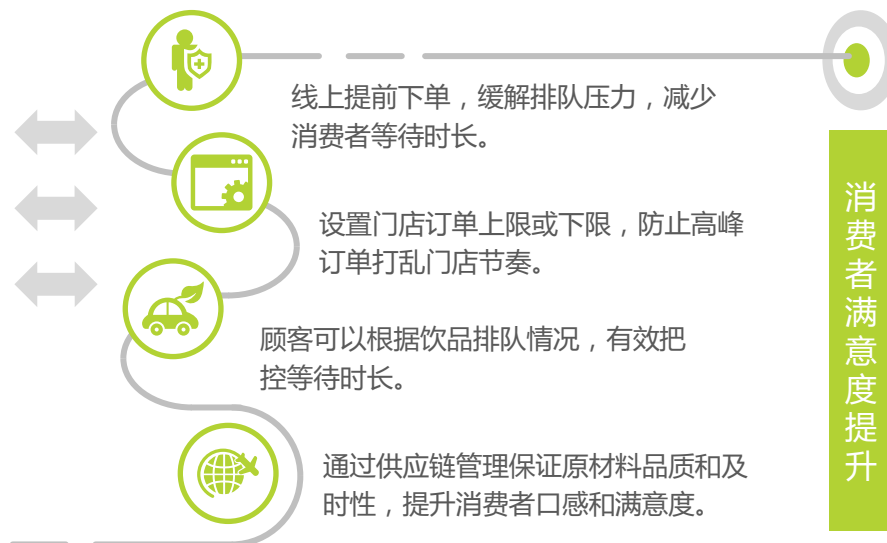 线上提前下单，缓解排队压力，减少
消费者等待时长。
设置门店订单上限或下限，防止高峰
订单打乱门店节奏。
顾客可以根据饮品排队情况，有效把
控等待时长。
通过供应链管理保证原材料品质和及
时性，提升消费者口感和满意度。
消费者满意度提升